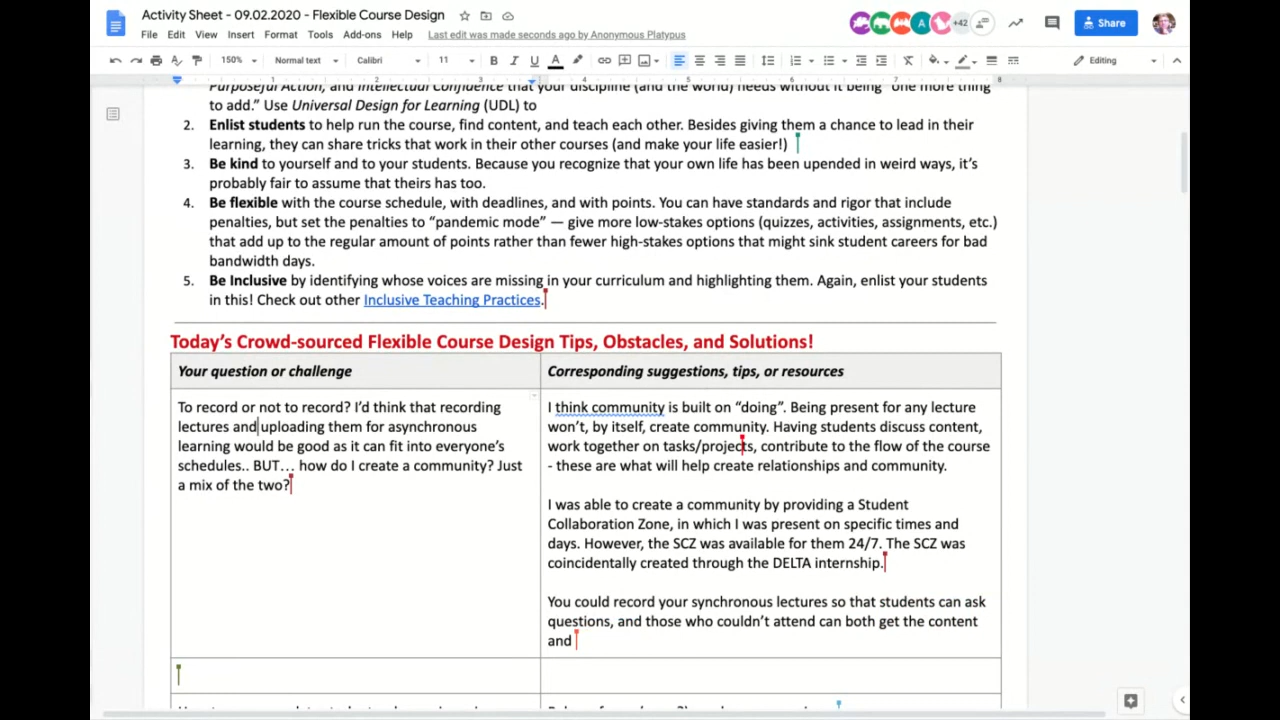 Activity Sheet - 09.02.2020 - Flexible Course Design
File Edit View Insert Format Tools Add-ons Help Last edit was made seconds ago by Anonymous Platypus
A +42 Share
150% Normal text Calibri 11 B I U A Editing
1 2 3 4 5 6 7 8
Purposeful Action, and Intellectual Confidence that your discipline (and the world) needs without it being "one more thing
to add.” Use Universal Design for Learning (UDL) to
2. Enlist students to help run the course, find content, and teach each other. Besides giving them a chance to lead in their
learning, they can share tricks that work in their other courses (and make your life easier!)
3. Be kind to yourself and to your students. Because you recognize that your own life has been upended in weird ways, it’s
probably fair to assume that theirs has too.
4. Be flexible with the course schedule, with deadlines, and with points. You can have standards and rigor that include
penalties, but set the penalties to “pandemic mode” — give more low-stakes options (quizzes, activities, assignments, etc.)
that add up to the regular amount of points rather than fewer high-stakes options that might sink student careers for bad
bandwidth days.
5. Be Inclusive by identifying whose voices are missing in your curriculum and highlighting them. Again, enlist your students
in this! Check out other Inclusive Teaching Practices.
Today’s Crowd-sourced Flexible Course Design Tips, Obstacles, and Solutions!
Your question or challenge
Corresponding suggestions, tips, or resources
To record or not to record? I’d think that recording
lectures and uploading them for asynchronous
learning would be good as it can fit into everyone’s
schedules.. BUT... how do I create a community? Just
a mix of the two?
I think community is built on “doing”. Being present for any lecture
won’t, by itself, create community. Having students discuss content,
work together on tasks/projects, contribute to the flow of the course
- these are what will help create relationships and community.
I was able to create a community by providing a Student
Collaboration Zone, in which I was present on specific times and
days. However, the SCZ was available for them 24/7. The SCZ was
coincidentally created through the DELTA internship.
You could record your synchronous lectures so that students can ask
questions, and those who couldn’t attend can both get the content
and